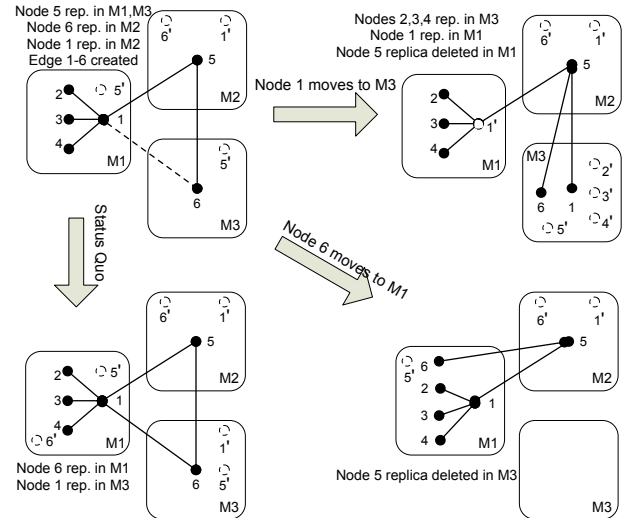 Node 5 rep. in M1,M3
Node 6 rep. in M2
Node 1 rep. in M2
Edge 1-6 created
6' 1'
5
M2
2 5'
3 1
4
M1
5'
6
M3
Node 1 moves to M3
Nodes 2,3,4 rep. in M3
Node 1 rep. in M1
Node 5 replica deleted in M1
6' 1'
5
M2
2
3 1'
4
M1
M3
2'
3'
6 1
4'
5'
Status Quo
Node 6 moves to M1
6' 1'
5
M2
2 5'
3 1
4
6' M1
1'
6 5'
M3
Node 6 rep. in M1
Node 1 rep. in M3
6' 1'
5
M2
5' 6
2
1
3
4 M1
M3
Node 5 replica deleted in M3